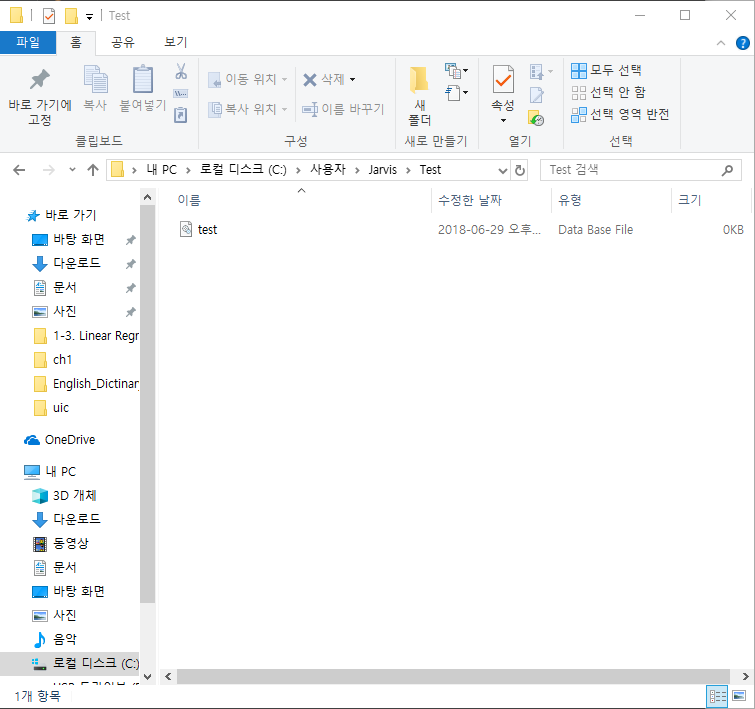 Test
파일 홈 공유 보기
바로 가기에
고정
복사
붙여넣기
클립보드
이동 위치
복사 위치
삭제
이름 바꾸기
구성
새
폴더
새로 만들기
속성
열기
모두 선택
선택 안 함
선택 영역 반전
선택
내 PC > 로컬 디스크 (C:) > 사용자 > Jarvis > Test
Test 검색
바로 가기
바탕 화면
다운로드
문서
사진
1-3. Linear Regr
ch1
English_Dictinar
uic
OneDrive
내 PC
3D 개체
다운로드
동영상
문서
바탕 화면
사진
음악
로컬 디스크 (C:)
이름 수정한 날짜 유형 크기
test 2018-06-29 오후... Data Base File 0KB
1개 항목